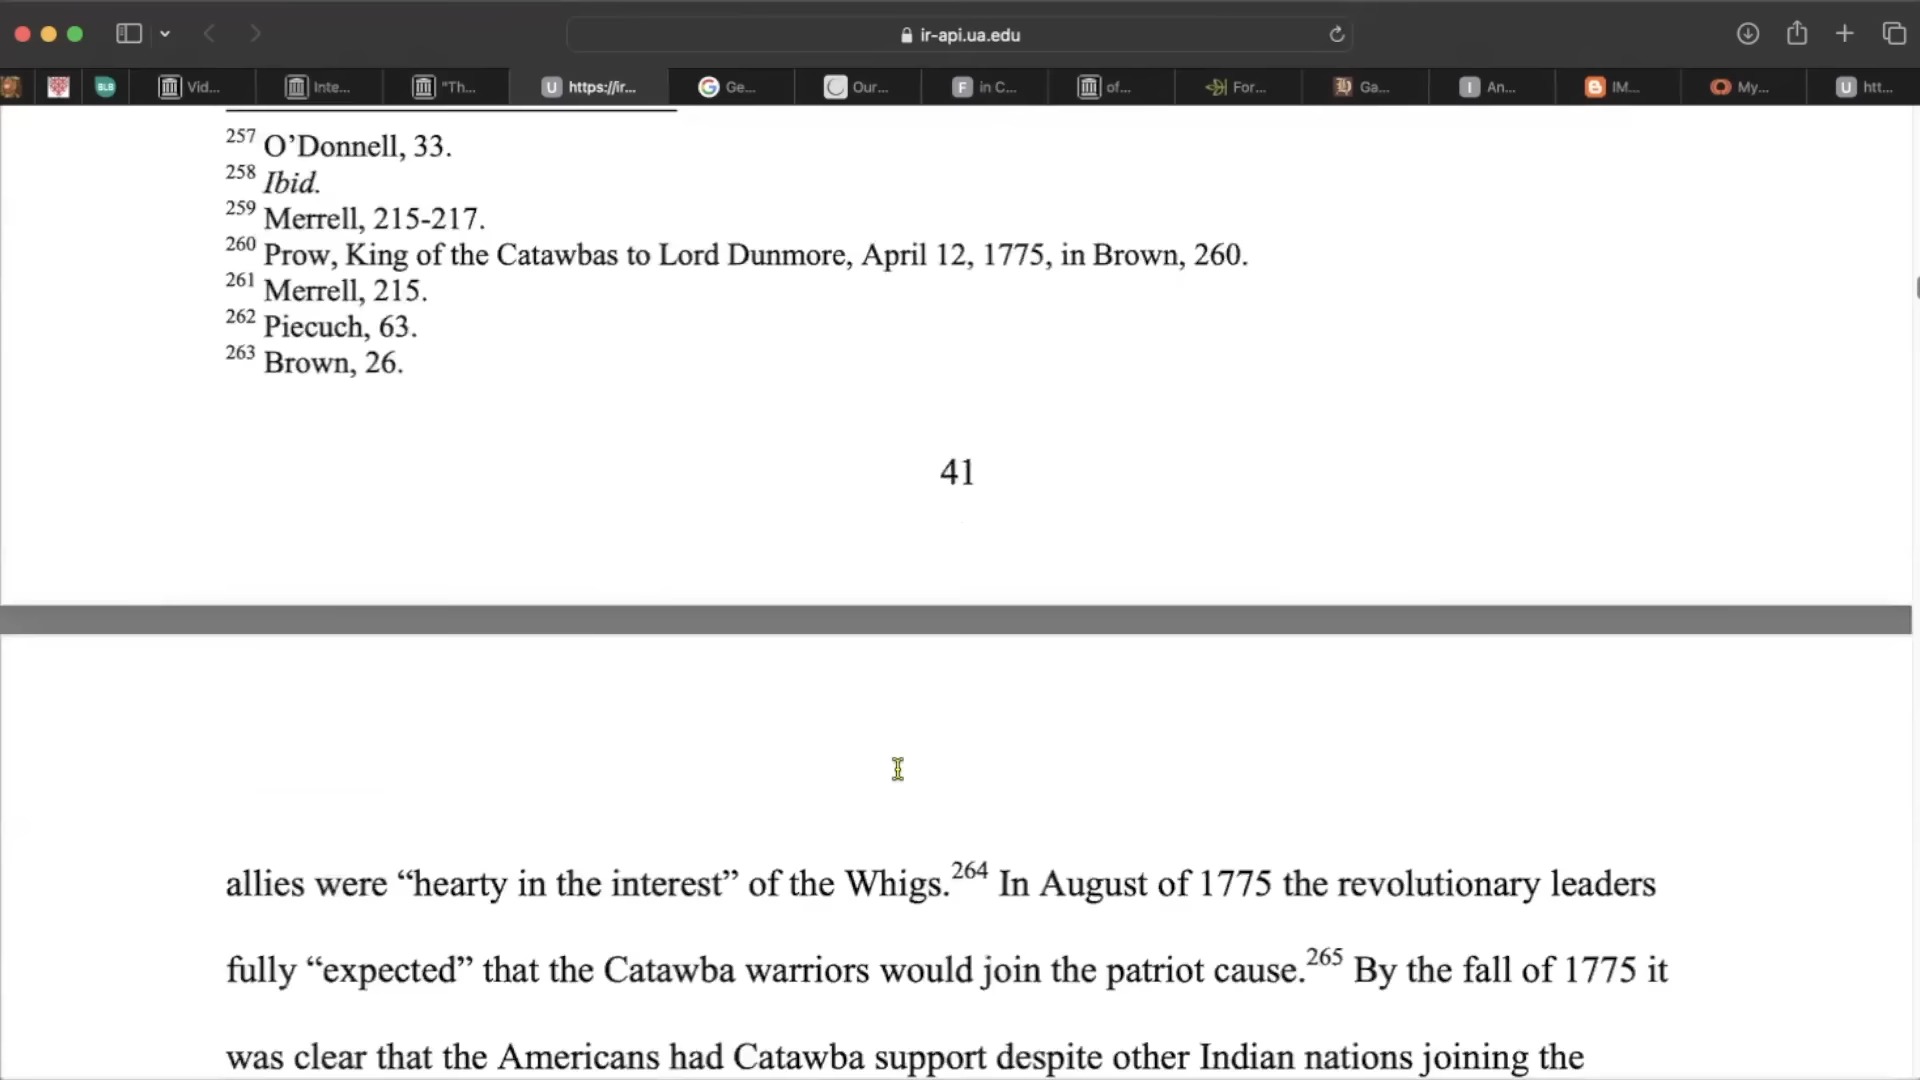 ir-api.ua.edu
BLB Vid... Inte... "Th... U https://ir... Ge... Our... F in C... of... For... Ga... I An... IM... My... U htt...
257 O’Donnell, 33.
258 Ibid.
259 Merrell, 215-217.
260 Prow, King of the Catawbas to Lord Dunmore, April 12, 1775, in Brown, 260.
261 Merrell, 215.
262 Piecuch, 63.
263 Brown, 26.
41
allies were “hearty in the interest” of the Whigs.264 In August of 1775 the revolutionary leaders
fully “expected” that the Catawba warriors would join the patriot cause.265 By the fall of 1775 it
was clear that the Americans had Catawba support despite other Indian nations joining the